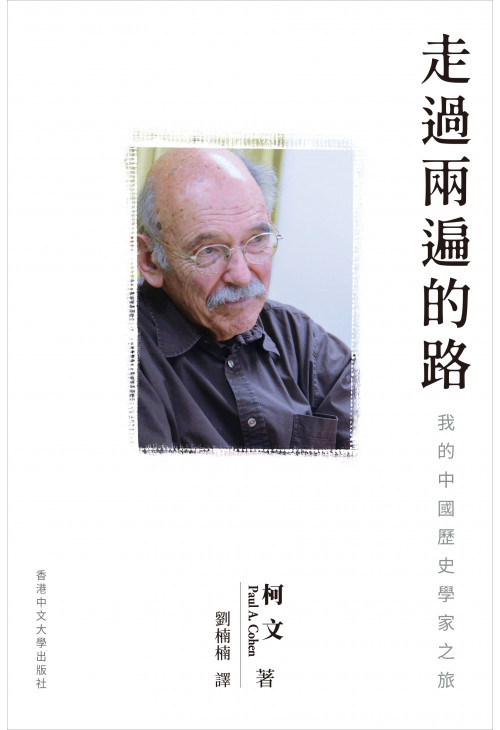 走過兩遍的路
我的中國歷史學家之旅
柯文 著
Paul A. Cohen
劉楠楠 譯
香港中文大學出版社